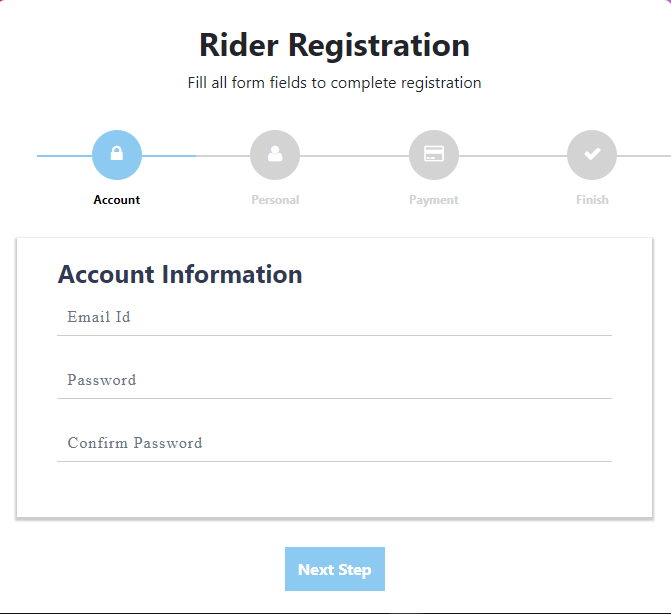 Rider Registration
Fill all form fields to complete registration
Account Personal Payment Finish
Account Information
Email Id
Password
Confirm Password
Next Step